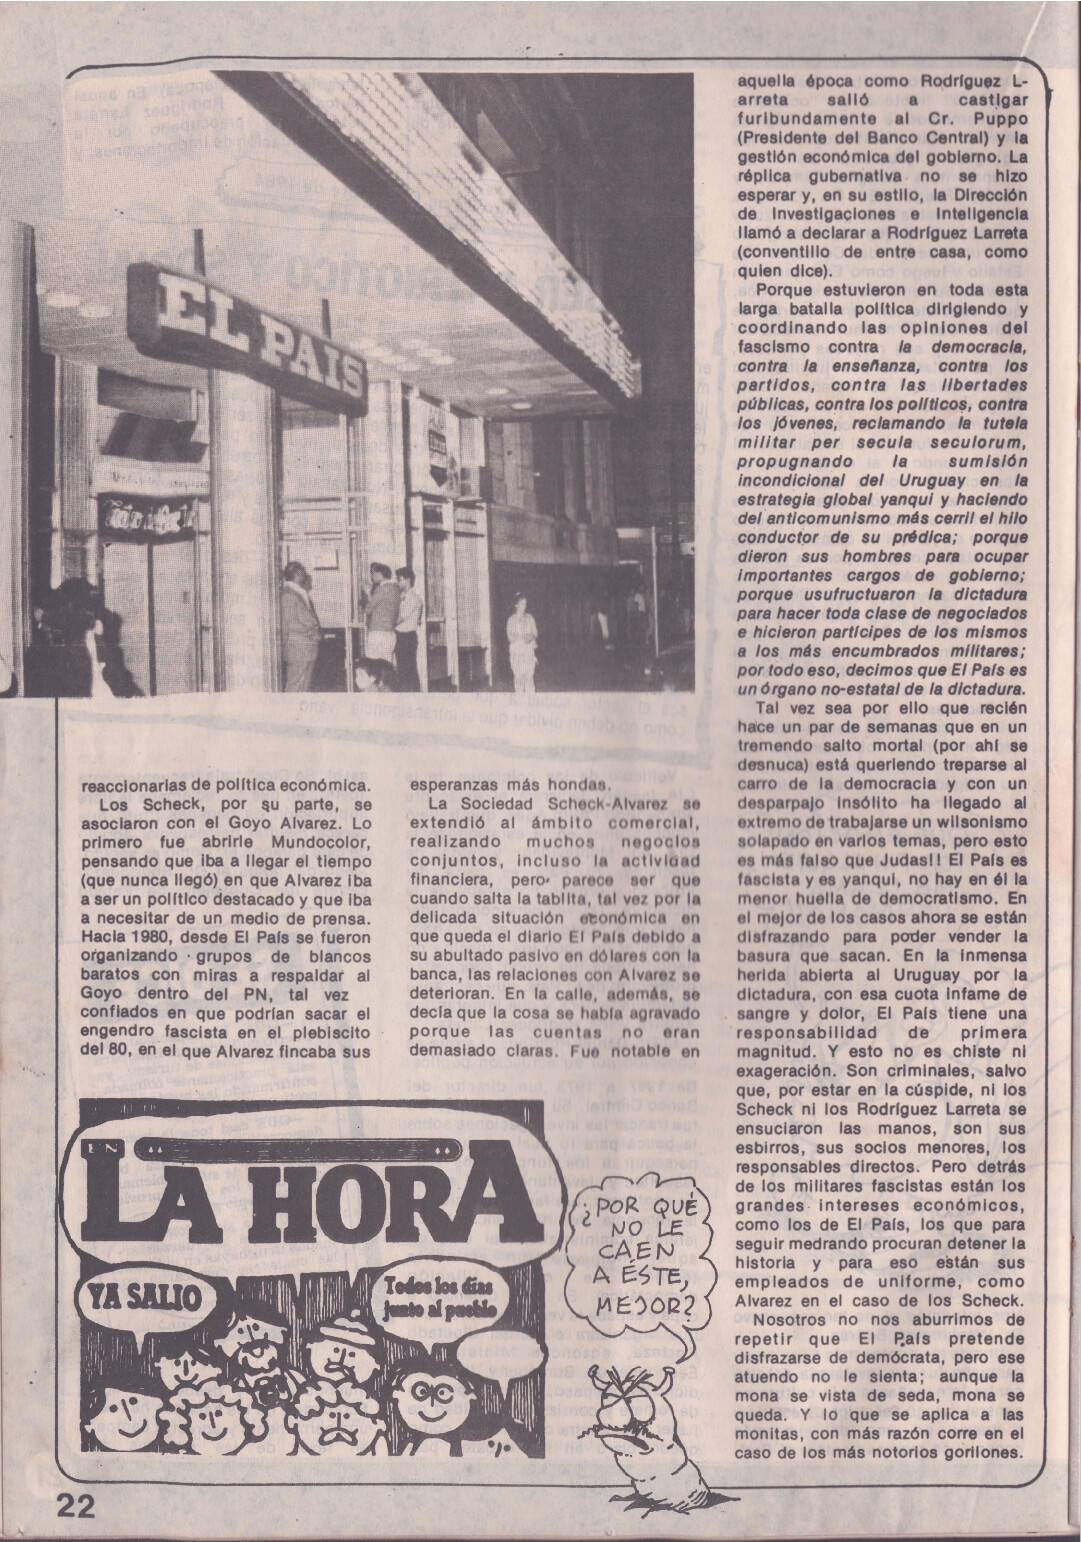 EL PAIS
reaccionarias de política económica.
Los Scheck, por su parte, se
asociaron con el Goyo Alvarez. Lo
primero fue abrirle Mundocolor,
pensando que iba a llegar el tiempo
(que nunca llegó) en que Alvarez iba
a ser un político destacado y que iba
a necesitar de un medio de prensa.
Hacia 1980, desde El País se fueron
organizando grupos de blancos
baratos con miras a respaldar al
Goyo dentro del PN, tal vez
confiados en que podrían sacar el
engendro fascista en el plebiscito
del 80, en el que Alvarez fincaba sus
esperanzas más hondas.
La Sociedad Scheck-Alvarez se
extendió al ámbito comercial,
realizando muchos negocios
conjuntos, incluso la actividad
financiera, pero parece ser que
cuando salta la tablita, tal vez por la
delicada situación económica en
que queda el diario El País debido a
su abultado pasivo en dólares con la
banca, las relaciones con Alvarez se
deterioran. En la calle, además, se
decía que la cosa se había agravado
porque las cuentas no eran
demasiado claras. Fue notable en
aquella época como Rodríguez L-
arreta salió a castigar
furibundamente al Cr. Puppo
(Presidente del Banco Central) y la
gestión económica del gobierno. La
réplica gubernativa no se hizo
esperar y, en su estilo, la Dirección
de Investigaciones e Inteligencia
llamó a declarar a Rodríguez Larreta
(conventillo de entre casa, como
quien dice).
Porque estuvieron en toda esta
larga batalla política dirigiendo y
coordinando las opiniones del
fascismo contra la democracia,
contra la enseñanza, contra los
partidos, contra las libertades
públicas, contra los políticos, contra
los jóvenes, reclamando la tutela
militar per secula seculorum,
propugnando la sumisión
incondicional del Uruguay en la
estrategia global yanqui y haciendo
del anticomunismo más cerril el hilo
conductor de su prédica; porque
dieron sus hombres para ocupar
importantes cargos de gobierno;
porque usufructuaron la dictadura
para hacer toda clase de negociados
e hicieron partícipes de los mismos
a los más encumbrados militares;
por todo eso, decimos que El País es
un órgano no-estatal de la dictadura.
Tal vez sea por ello que recién
hace un par de semanas que en un
tremendo salto mortal (por ahí se
desnuca) está queriendo treparse al
carro de la democracia y con un
desparpajo insólito ha llegado al
extremo de trabajarse un wilsonismo
solapado en varios temas, pero esto
es más falso que Judas!! El País es
fascista y es yanqui, no hay en él la
menor huella de democratismo. En
el mejor de los casos ahora se están
disfrazando para poder vender la
basura que sacan. En la inmensa
herida abierta al Uruguay por la
dictadura, con esa cuota infame de
sangre y dolor, El País tiene una
responsabilidad de primera
magnitud. Y esto no es chiste ni
exageración. Son criminales, salvo
que, por estar en la cúspide, ni los
Scheck ni los Rodríguez Larreta se
ensuciaron las manos, son sus
esbirros, sus socios menores, los
responsables directos. Pero detrás
de los militares fascistas están los
grandes intereses económicos,
como los de El País, los que para
seguir medrando procuran detener la
historia y para eso están sus
empleados de uniforme, como
Alvarez en el caso de los Scheck.
Nosotros no nos aburrimos de
repetir que El País pretende
disfrazarse de demócrata, pero ese
atuendo no le sienta; aunque la
mona se vista de seda, mona se
queda. Y lo que se aplica a las
monitas, con más razón corre en el
caso de los más notorios gorilones.
EN
LA HORA
YA SALIO
Todos los días
junto al pueblo
¿POR QUÉ
NO LE
CAEN
A ÉSTE,
MEJOR?
22